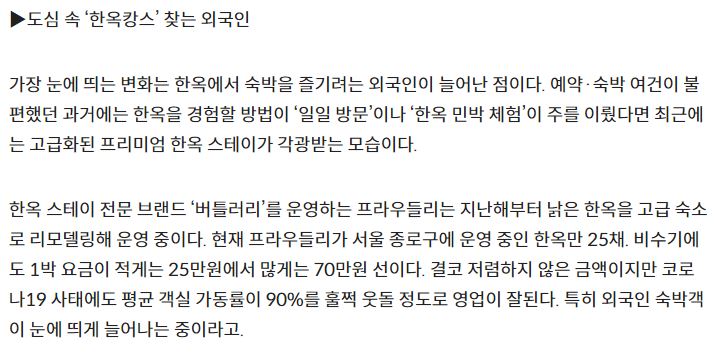 ▶도심 속 ‘한옥캉스’ 찾는 외국인
가장 눈에 띄는 변화는 한옥에서 숙박을 즐기려는 외국인이 늘어난 점이다. 예약·숙박 여건이 불
편했던 과거에는 한옥을 경험할 방법이 ‘일일 방문’이나 ‘한옥 민박 체험’이 주를 이뤘다면 최근에
는 고급화된 프리미엄 한옥 스테이가 각광받는 모습이다.
한옥 스테이 전문 브랜드 ‘버틀러리’를 운영하는 프라우들리는 지난해부터 낡은 한옥을 고급 숙소
로 리모델링해 운영 중이다. 현재 프라우들리가 서울 종로구에 운영 중인 한옥만 25채. 비수기에
도 1박 요금이 적게는 25만원에서 많게는 70만원 선이다. 결코 저렴하지 않은 금액이지만 코로
나19 사태에도 평균 객실 가동률이 90%를 훌쩍 웃돌 정도로 영업이 잘된다. 특히 외국인 숙박객
이 눈에 띄게 늘어나는 중이라고.